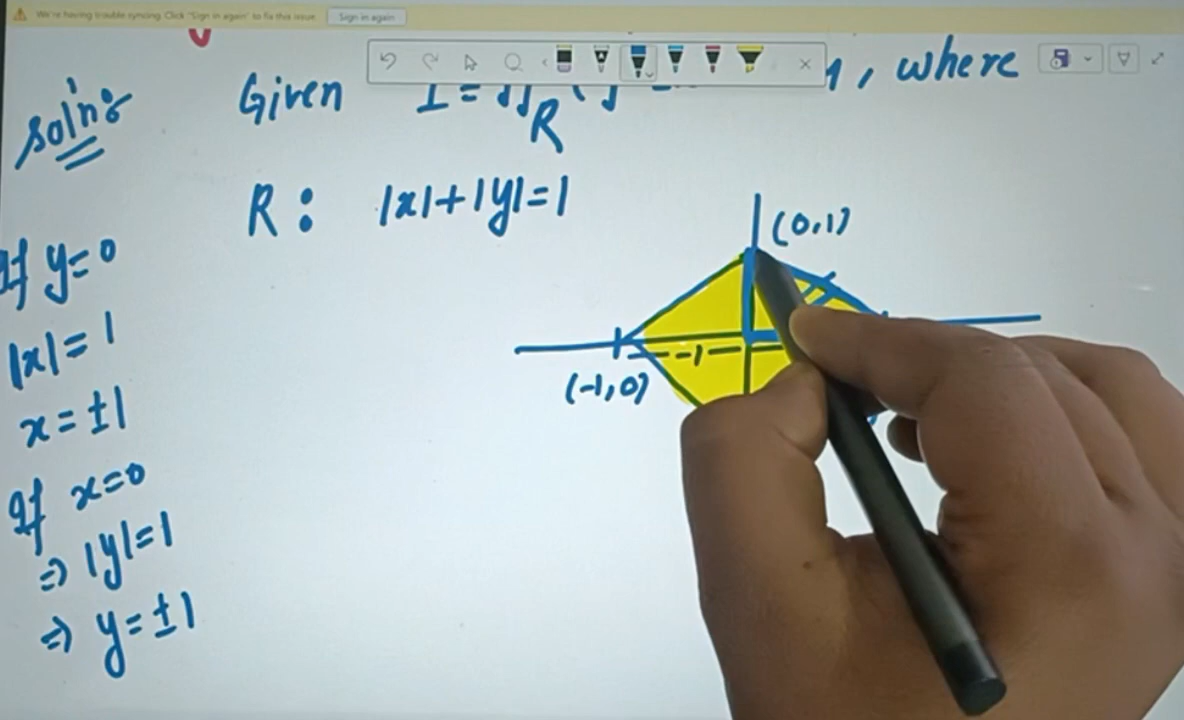 We're having trouble syncing. Click "Sign in again" to fix this issue. Sign in again
Soln:
Given I = ∬R
, where
R : |x|+|y|=1
If y=0
|x|=1
x=±1
If x=0
⇒ |y|=1
⇒ y=±1
(0,1)
-1
(-1,0)